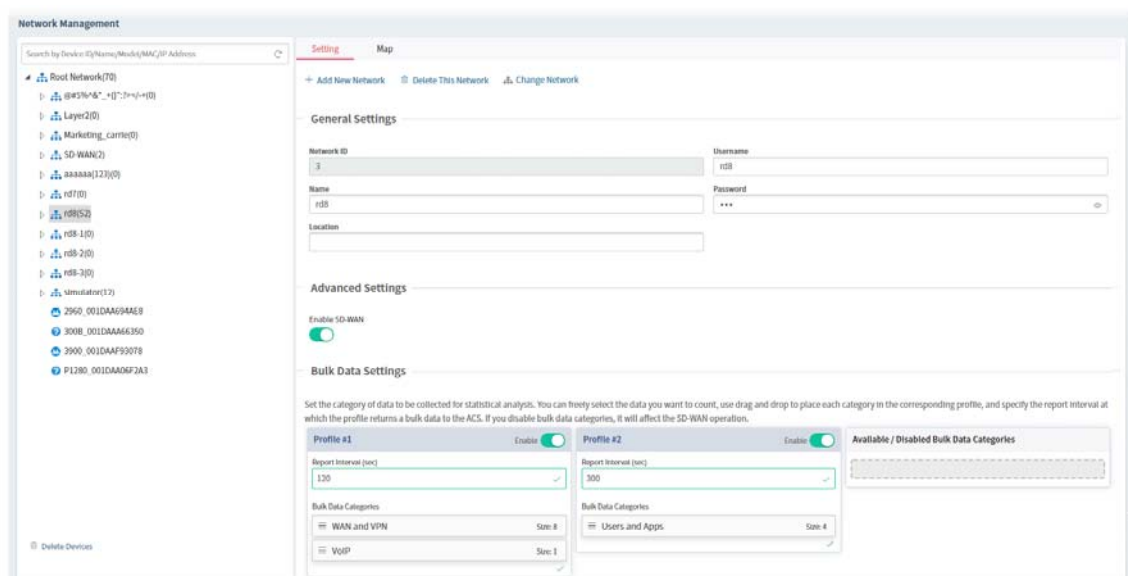 Network Management
Search by Device ID/Name/Model/MAC/IP Address
Root Network(70)
Layer2(0)
Marketing_carrie(0)
SD-WAN(2)
aaaaaa(123)(0)
rd7(0)
rd8(52)
rd8-1(0)
rd8-2(0)
rd8-3(0)
simulator(12)
2960_001DAA694AE8
300B_001DAAA66350
3900_001DAAF93078
P1280_001DAA06F2A3
Delete Devices
Setting Map
+ Add New Network Delete This Network Change Network
General Settings
Network ID Username
3 rd8
Name Password
rd8 •••
Location
Advanced Settings
Enable SD-WAN
Bulk Data Settings
Set the category of data to be collected for statistical analysis. You can freely select the data you want to count, use drag and drop to place each category in the corresponding profile, and specify the report interval at
which the profile returns a bulk data to the ACS. If you disable bulk data categories, it will affect the SD-WAN operation.
Profile #1 Enable Profile #2 Enable Available / Disabled Bulk Data Categories
Report Interval (sec) Report Interval (sec)
120 300
Bulk Data Categories Bulk Data Categories
WAN and VPN Size: 8 Users and Apps Size: 4
VoIP Size: 1